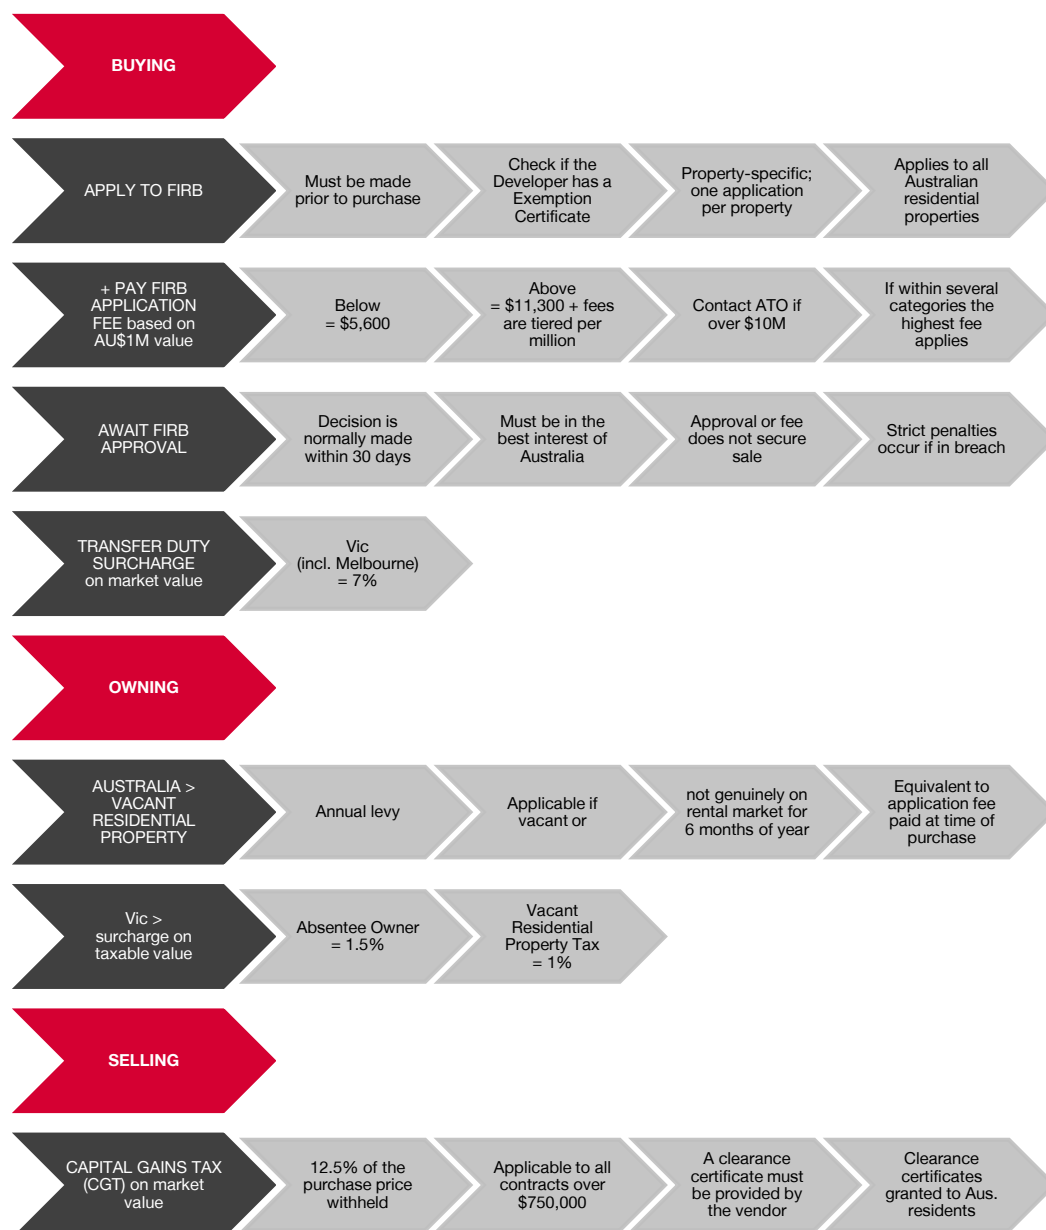 BUYING
APPLY TO FIRB
Must be made
prior to purchase
Check if the
Developer has a
Exemption
Certificate
Property-specific;
one application
per property
Applies to all
Australian
residential
properties
+ PAY FIRB
APPLICATION
FEE based on
AU$1M value
Below
= $5,600
Above
= $11,300 + fees
are tiered per
million
Contact ATO if
over $10M
If within several
categories the
highest fee
applies
AWAIT FIRB
APPROVAL
Decision is
normally made
within 30 days
Must be in the
best interest of
Australia
Approval or fee
does not secure
sale
Strict penalties
occur if in breach
TRANSFER DUTY
SURCHARGE
on market value
Vic
(incl. Melbourne)
= 7%
OWNING
AUSTRALIA >
VACANT
RESIDENTIAL
PROPERTY
Annual levy
Applicable if
vacant or
not genuinely on
rental market for
6 months of year
Equivalent to
application fee
paid at time of
purchase
Vic >
surcharge on
taxable value
Absentee Owner
= 1.5%
Vacant
Residential
Property Tax
= 1%
SELLING
CAPITAL GAINS TAX
(CGT) on market
value
12.5% of the
purchase price
withheld
Applicable to all
contracts over
$750,000
A clearance
certificate must
be provided by
the vendor
Clearance
certificates
granted to Aus.
residents